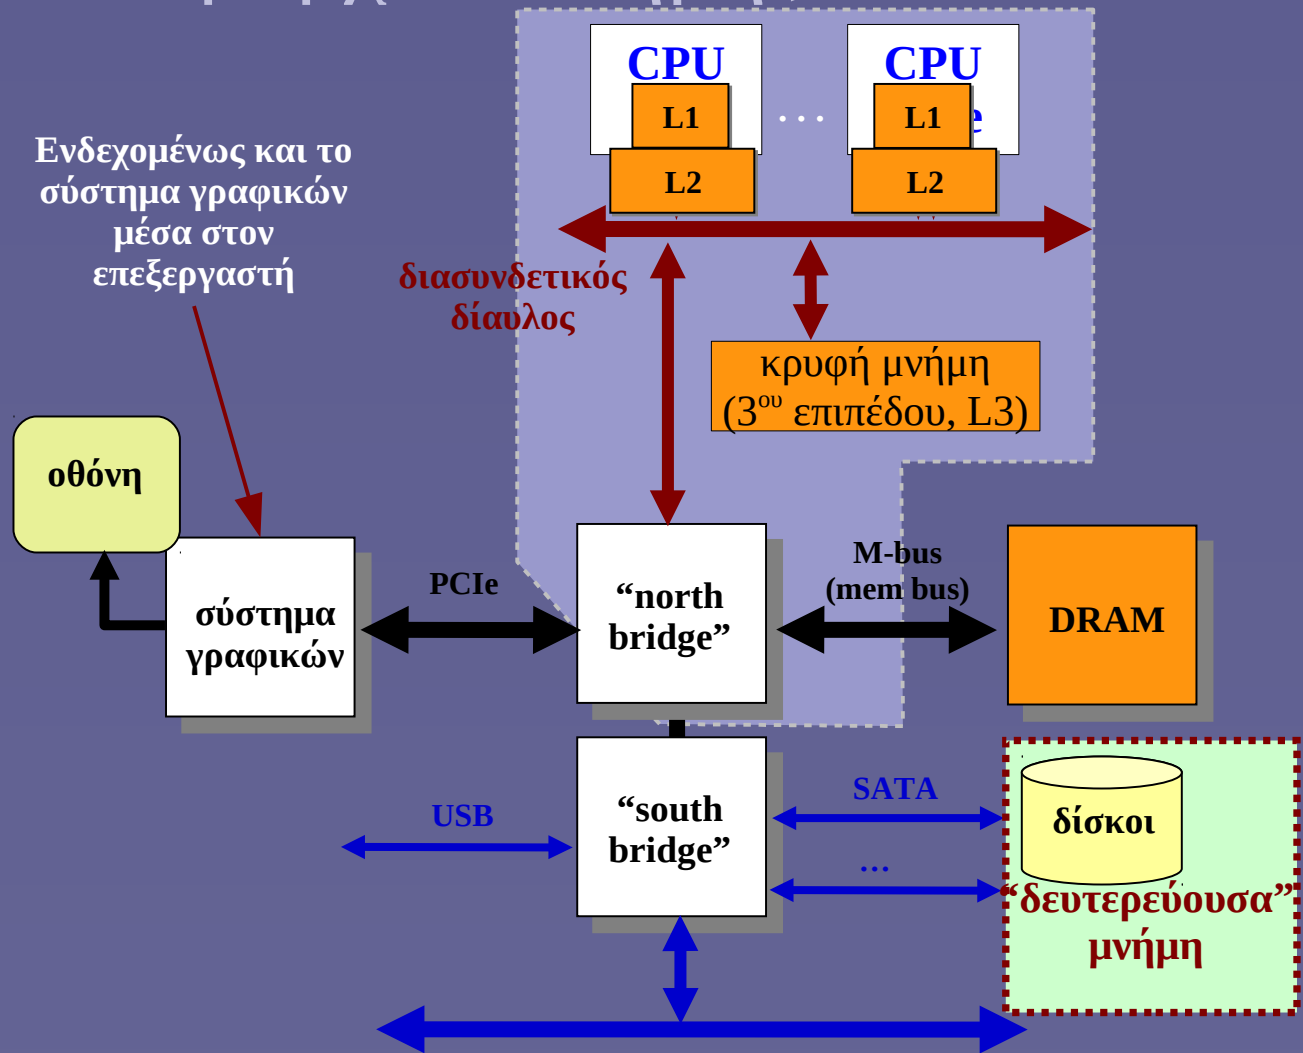 CPU
CPU
L1
…
L1
e
L2
L2
Ενδεχομένως και το
σύστημα γραφικών
μέσα στον
επεξεργαστή
διασυνδετικός
δίαυλος
κρυφή μνήμη
(3ου επιπέδου, L3)
οθόνη
PCIe
M-bus
(mem bus)
“north
bridge”
DRAM
σύστημα
γραφικών
USB
“south
bridge”
SATA
…
δίσκοι
“δευτερεύουσα”
μνήμη